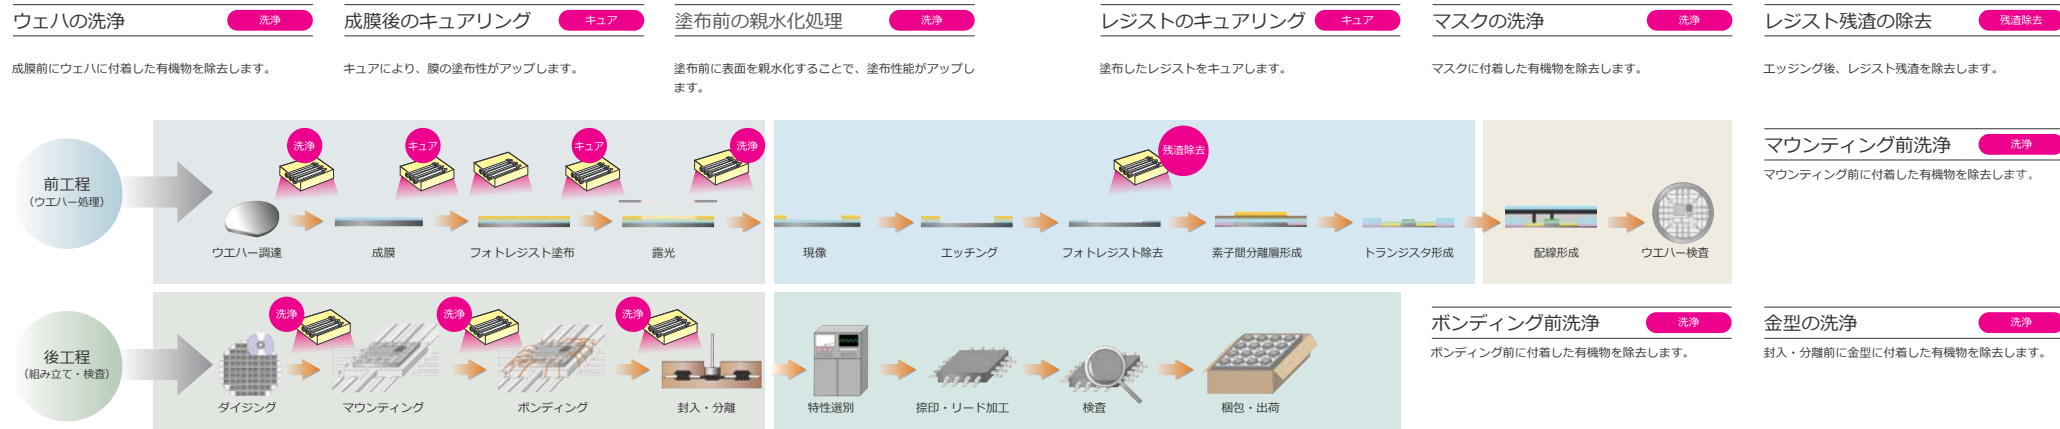 ウェハの洗浄 洗浄
成膜前にウェハに付着した有機物を除去します。
成膜後のキュアリング キュア
キュアにより、膜の塗布性がアップします。
塗布前の親水化処理 洗浄
塗布前に表面を親水化することで、塗布性能がアップし
ます。
レジストのキュアリング キュア
塗布したレジストをキュアします。
マスクの洗浄 洗浄
マスクに付着した有機物を除去します。
レジスト残渣の除去 残渣除去
エッジング後、レジスト残渣を除去します。
前工程
（ウエハー処理）
洗浄
キュア
キュア
洗浄
残渣除去
ウエハー調達
成膜
フォトレジスト塗布
露光
現像
エッチング
フォトレジスト除去
素子間分離層形成
トランジスタ形成
配線形成
ウエハー検査
マウンティング前洗浄 洗浄
マウンティング前に付着した有機物を除去します。
後工程
（組み立て・検査）
洗浄
洗浄
洗浄
ダイジング
マウンティング
ボンディング
封入・分離
特性選別
捺印・リード加工
検査
梱包・出荷
ボンディング前洗浄 洗浄
ボンディング前に付着した有機物を除去します。
金型の洗浄 洗浄
封入・分離前に金型に付着した有機物を除去します。